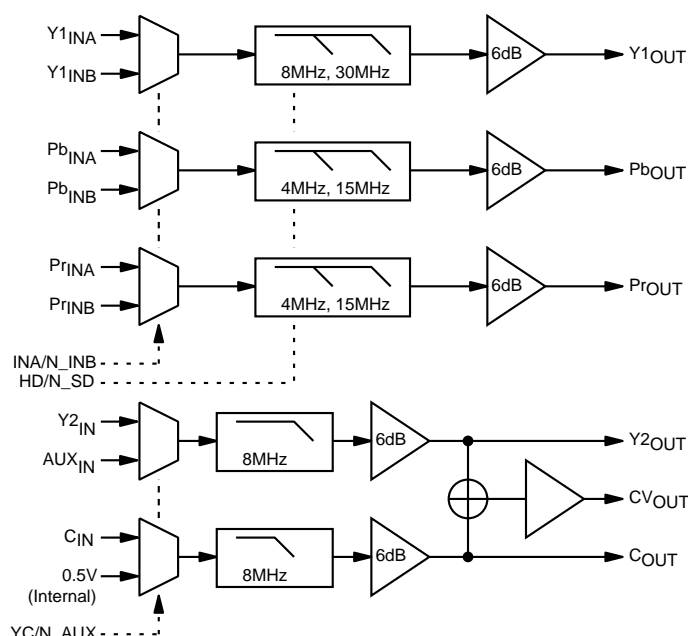 Y1INA
Y1INB
8MHz, 30MHz
6dB
Y1OUT
PbINA
PbINB
4MHz, 15MHz
6dB
PbOUT
PrINA
PrINB
4MHz, 15MHz
6dB
PrOUT
INA/N_INB
HD/N_SD
Y2IN
AUXIN
8MHz
6dB
Y2OUT
CVOUT
CIN
0.5V
(Internal)
8MHz
6dB
COUT
YC/N_AUX